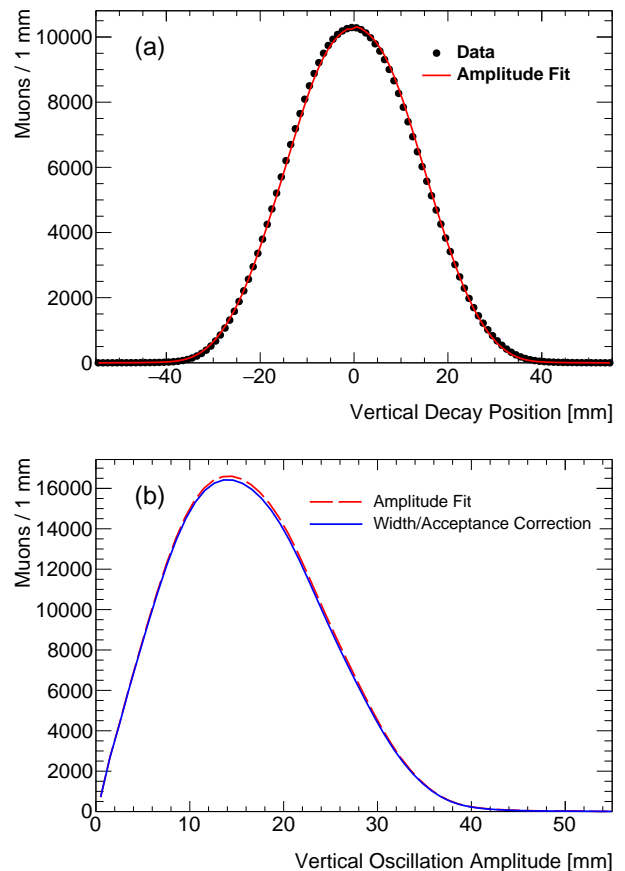 (a)
Data
Amplitude Fit
Muons / 1 mm
10000
8000
6000
4000
2000
0
−40 −20 0 20 40
Vertical Decay Position [mm]
(b)
Amplitude Fit
Width/Acceptance Correction
Muons / 1 mm
16000
14000
12000
10000
8000
6000
4000
2000
0
0 10 20 30 40 50
Vertical Oscillation Amplitude [mm]